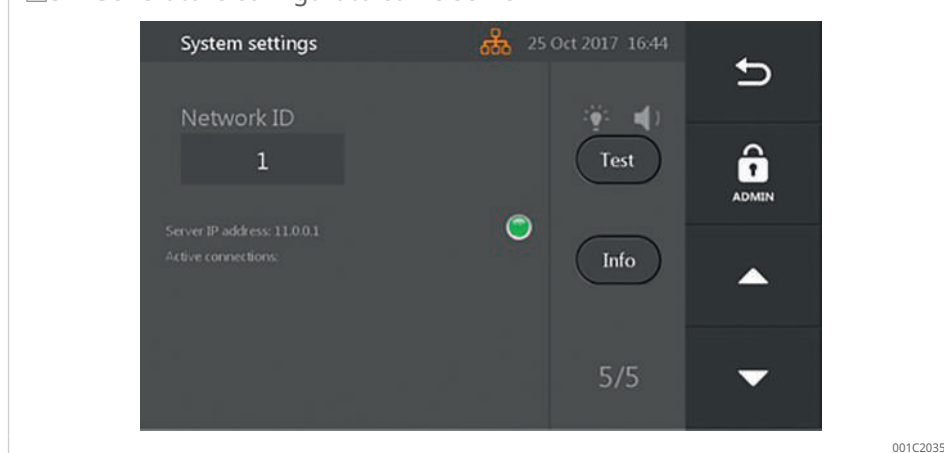 System settings
25 Oct 2017 16:44
Network ID
1
Test
ADMIN
Server IP address: 11.0.0.1
Active connections:
Info
5/5
001C2035